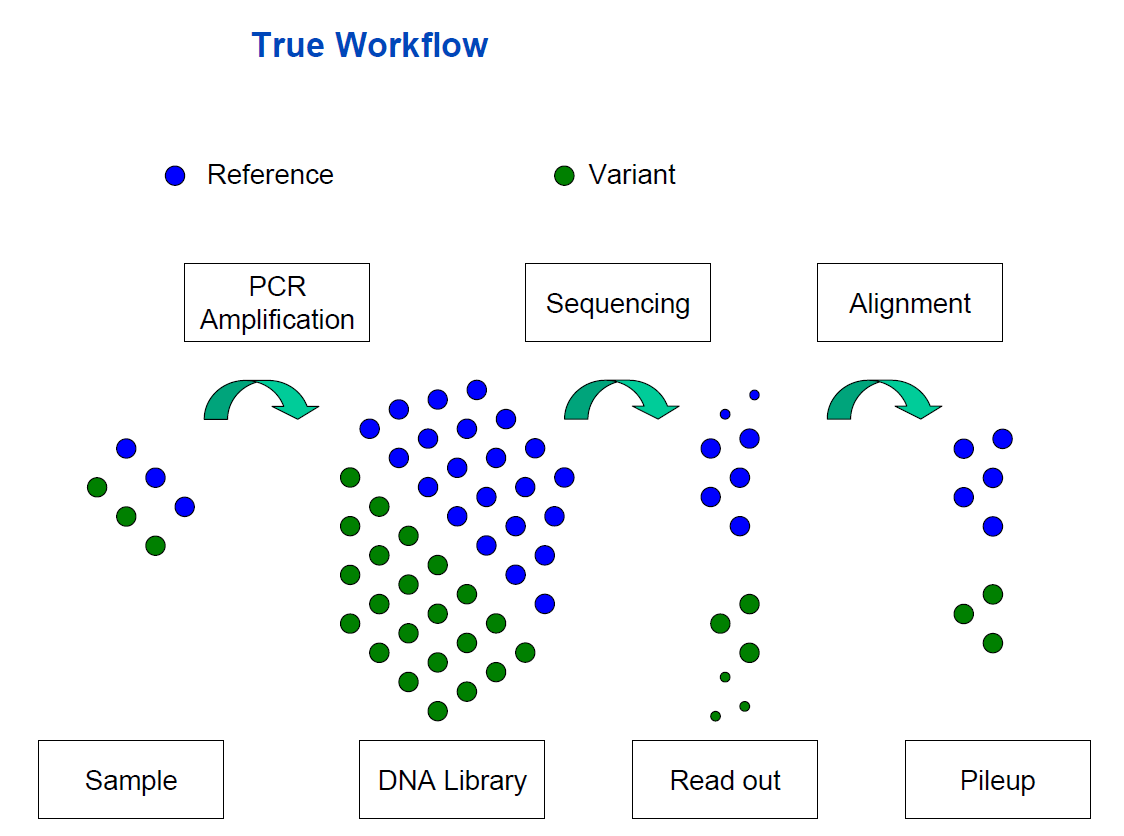 True Workflow
Reference
Variant
PCR
Amplification
Sequencing
Alignment
Sample
DNA Library
Read out
Pileup